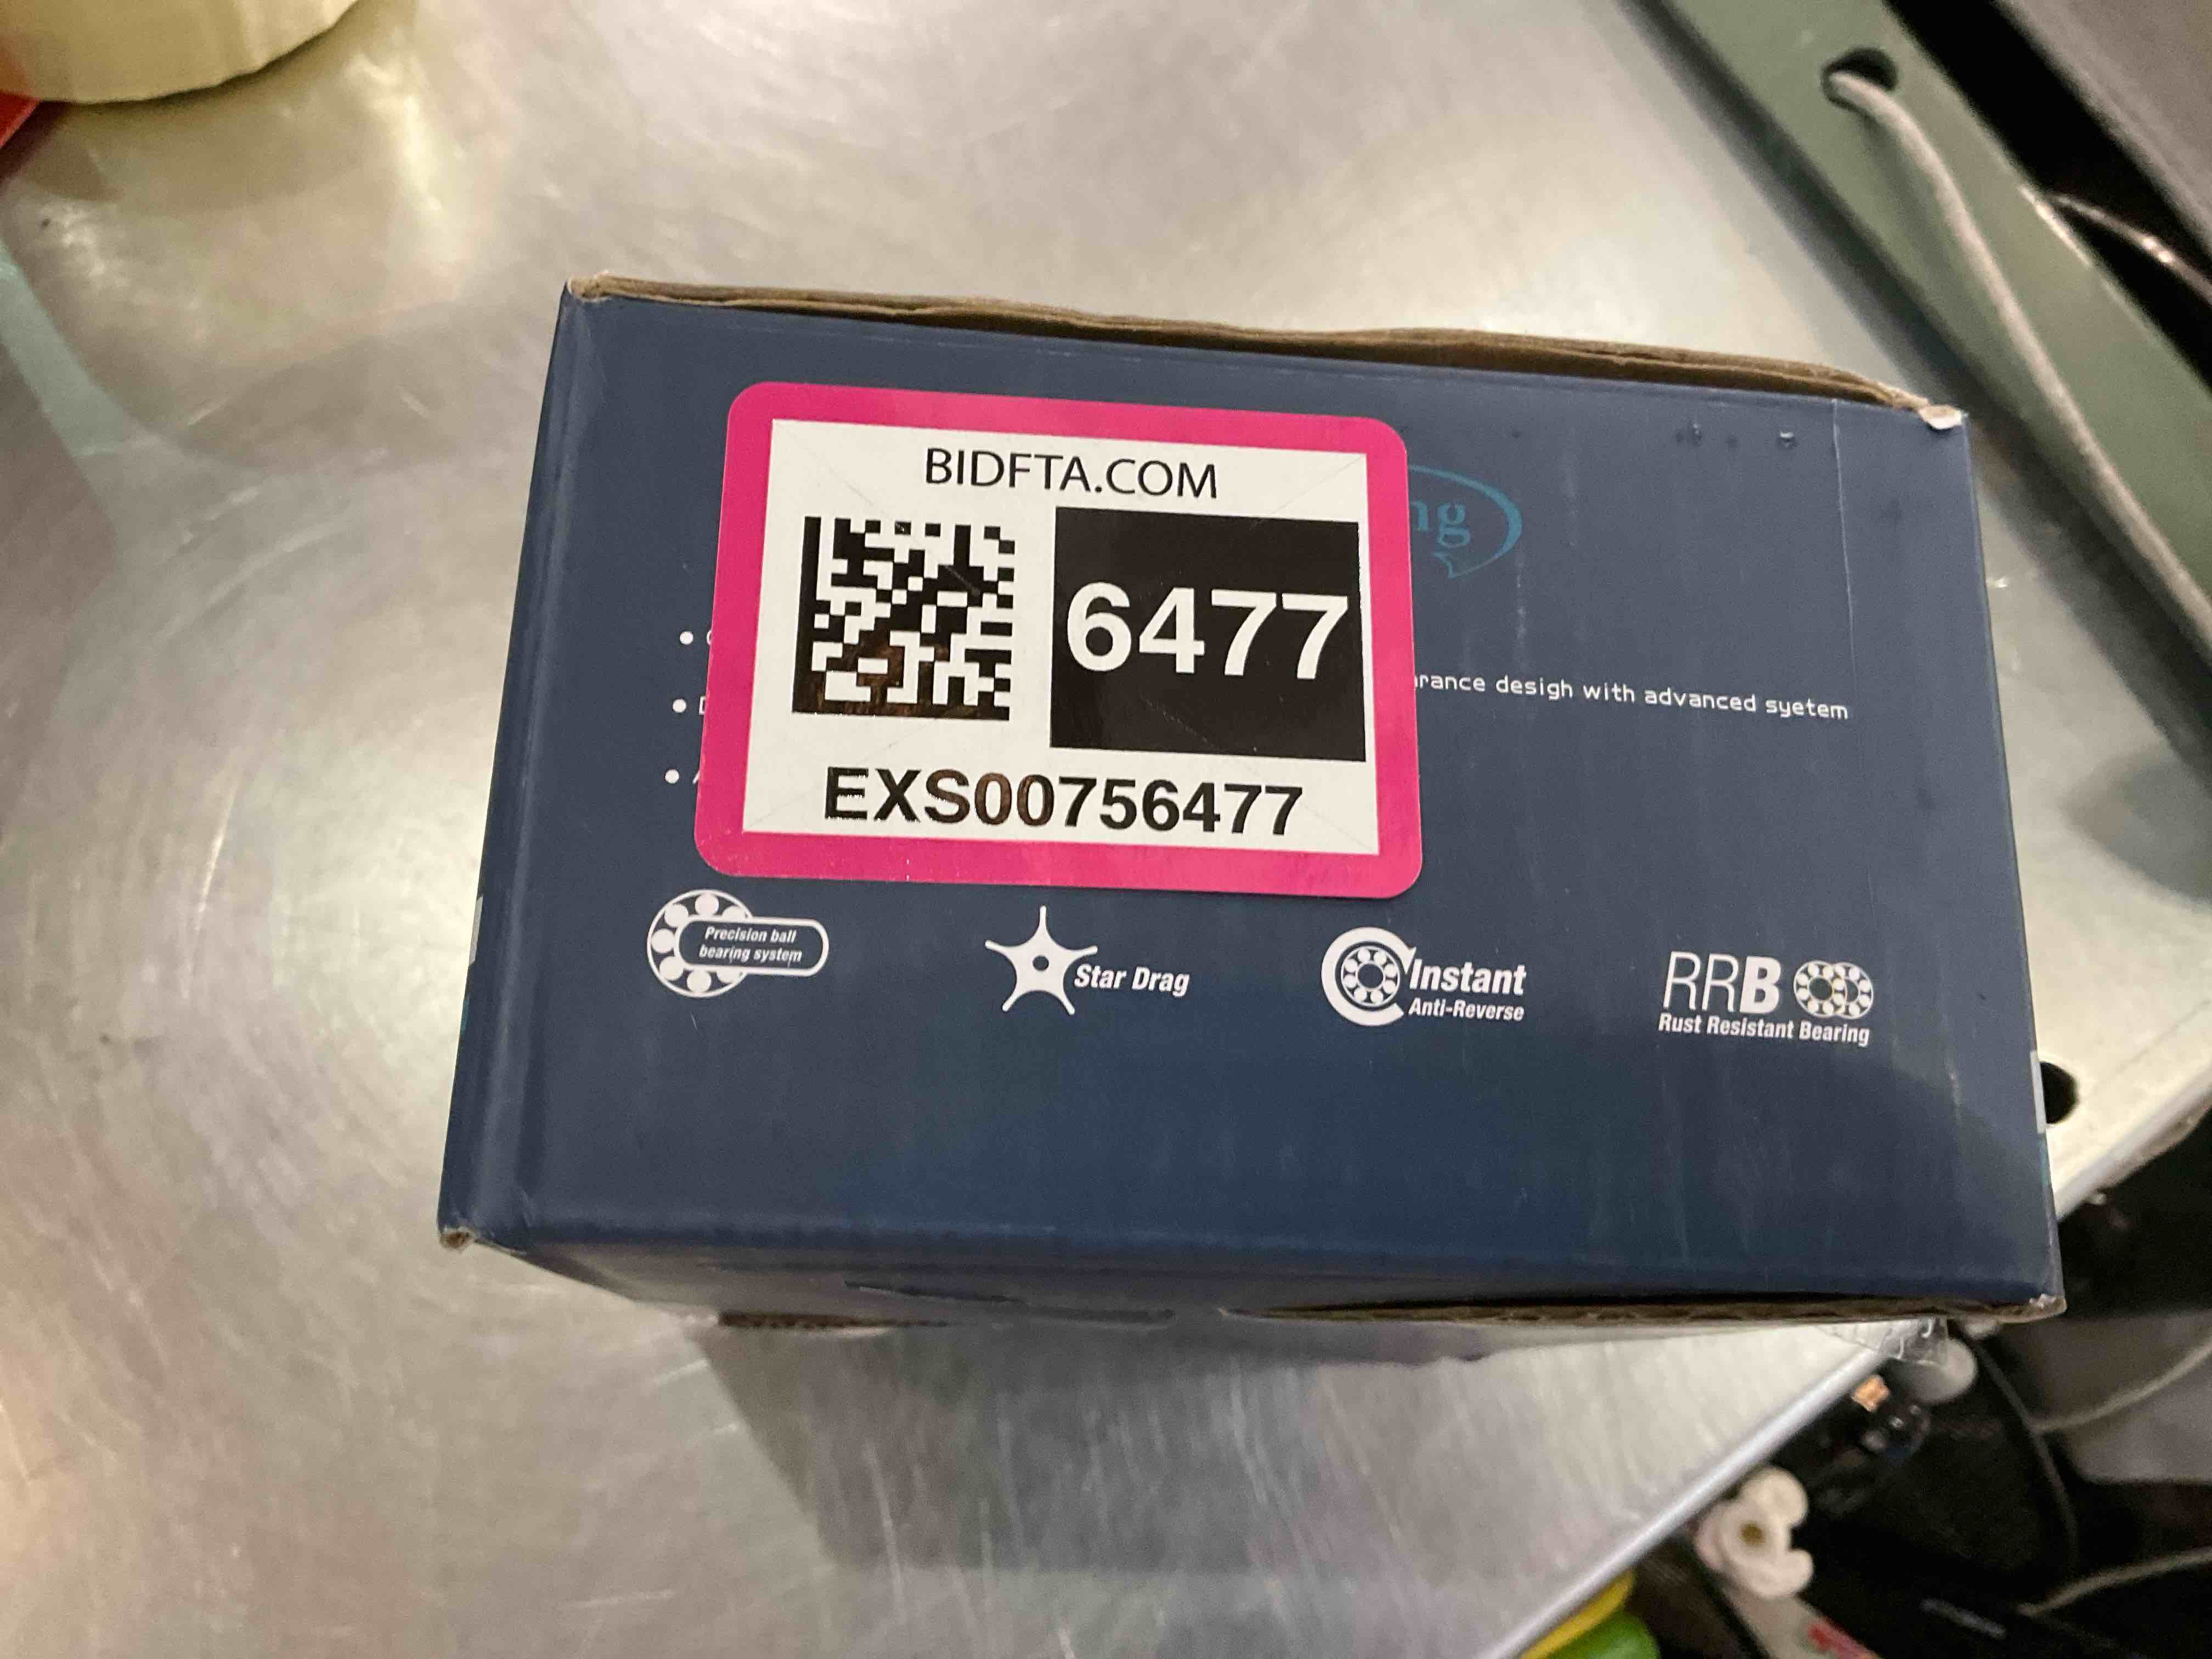 BIDFTA.COM
6477
EXS00756477
desigh with advanced syetem
Precision ball
bearing system
Star Drag
Instant
Anti-Reverse
RRB
Rust Resistant Bearing